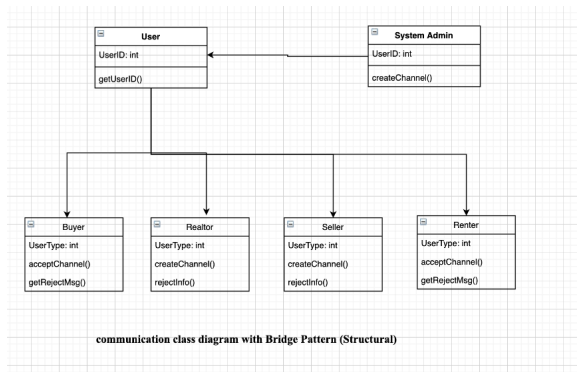 User
UserID: int
getUserID()
System Admin
UserID: int
createChannel()
Buyer
UserType: int
acceptChannel()
getRejectMsg()
Realtor
UserType: int
createChannel()
rejectInfo()
Seller
UserType: int
createChannel()
rejectInfo()
Renter
UserType: int
acceptChannel()
getRejectMsg()
communication class diagram with Bridge Pattern (Structural)